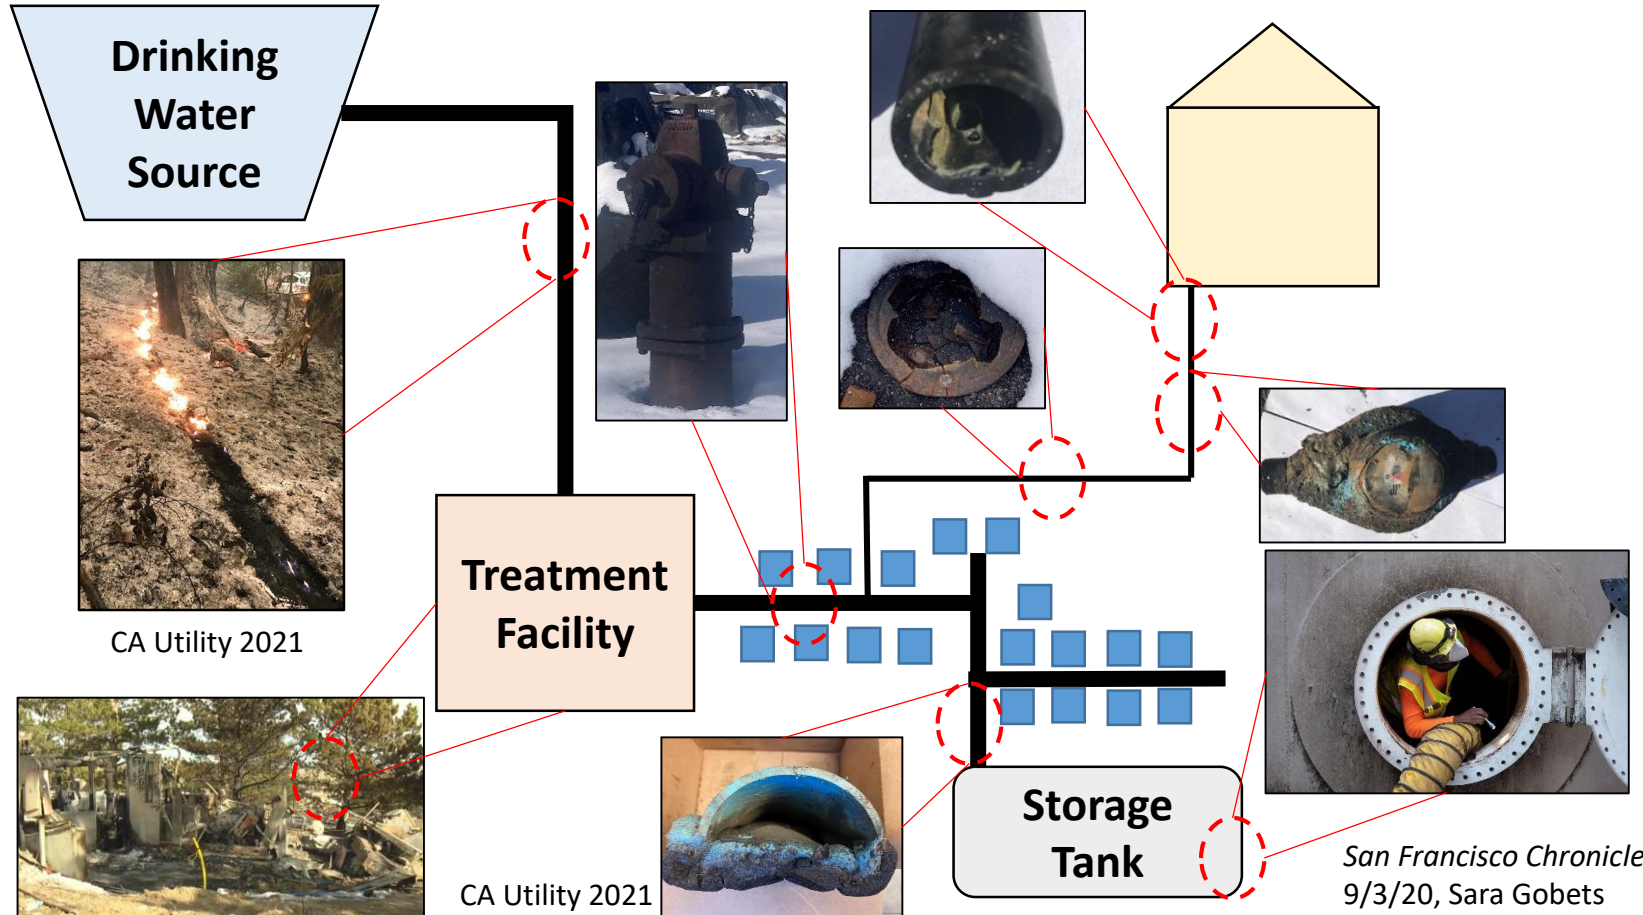 Drinking
Water
Source
CA Utility 2021
Treatment
Facility
CA Utility 2021
Storage
Tank
San Francisco Chronicle
9/3/20, Sara Gobets